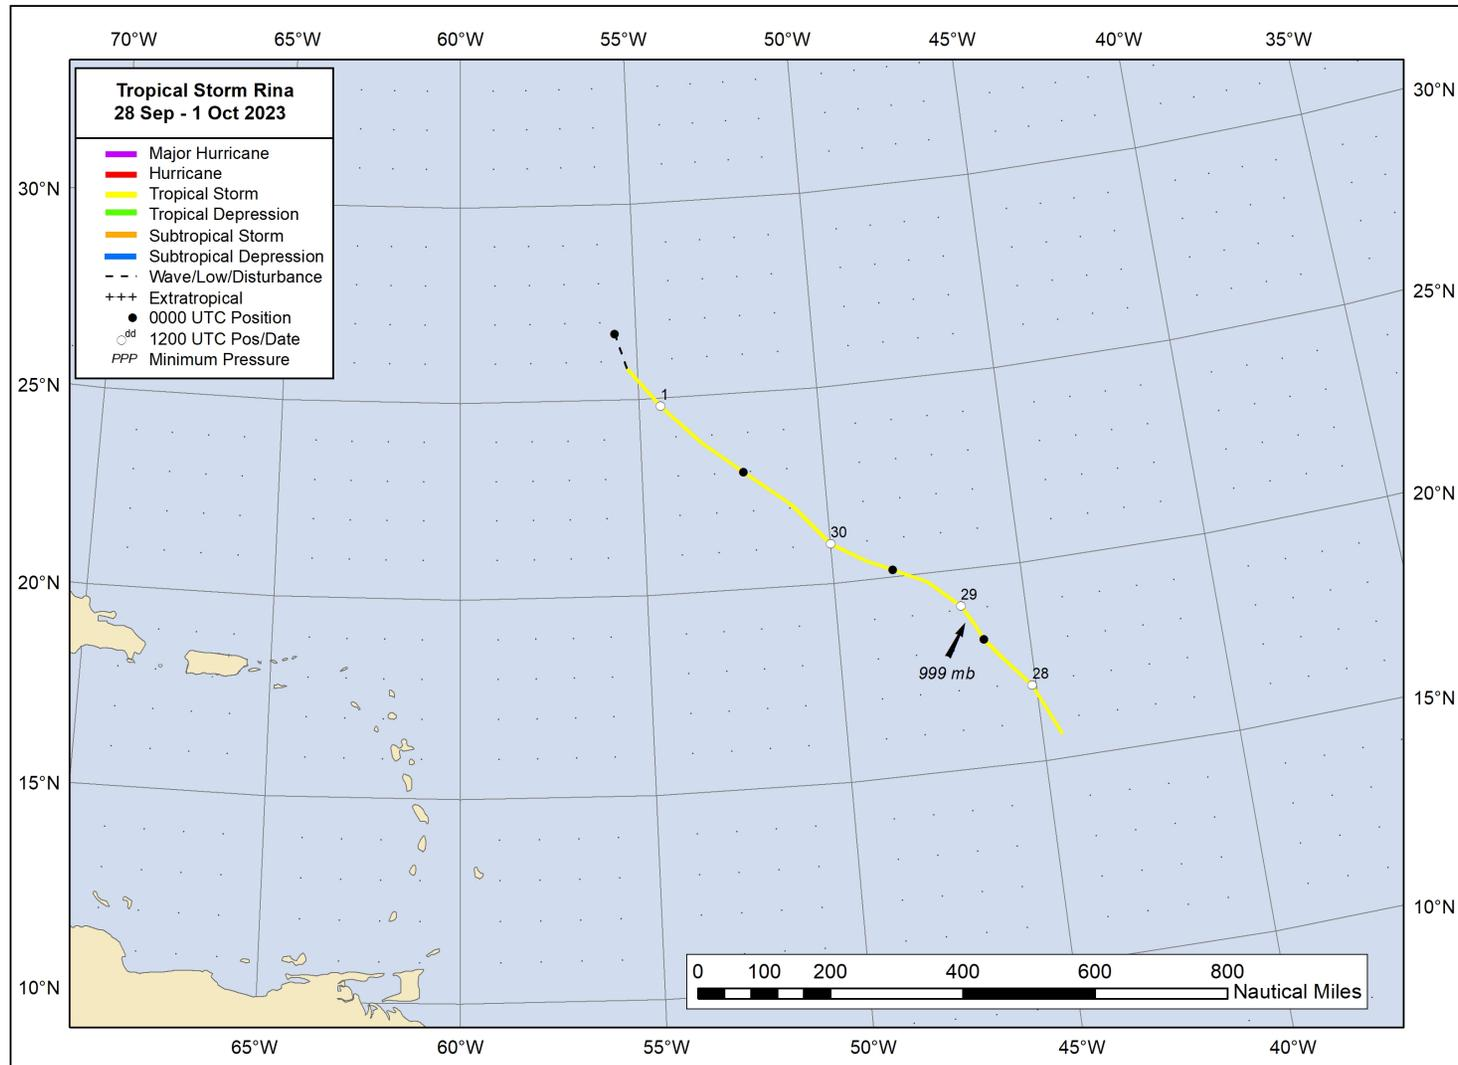 70°W 65°W 60°W 55°W 50°W 45°W 40°W 35°W
Tropical Storm Rina
28 Sep - 1 Oct 2023
Major Hurricane
Hurricane
Tropical Storm
Tropical Depression
Subtropical Storm
Subtropical Depression
Wave/Low/Disturbance
+++ Extratropical
0000 UTC Position
dd 1200 UTC Pos/Date
PPP Minimum Pressure
30°N
30°N
25°N
25°N
1
20°N
30
20°N
29
999 mb
28
15°N
15°N
10°N
10°N
0 100 200 400 600 800
Nautical Miles
65°W 60°W 55°W 50°W 45°W 40°W